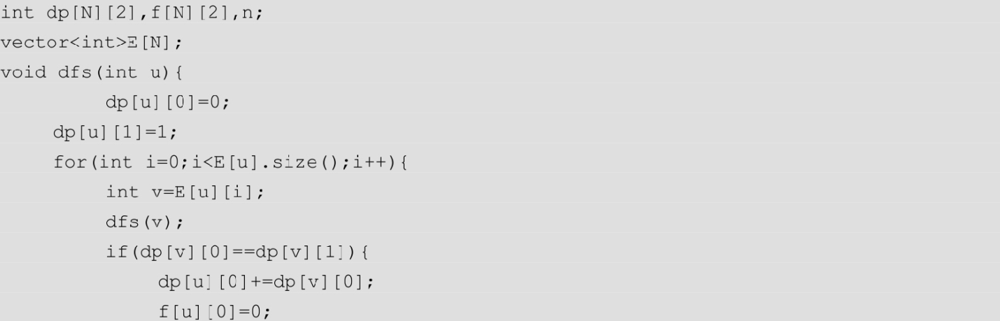 int dp[N][2],f[N][2],n;
vector<int>E[N];
void dfs(int u){
dp[u][0]=0;
dp[u][1]=1;
for(int i=0;i<E[u].size();i++){
int v=E[u][i];
dfs(v);
if(dp[v][0]==dp[v][1]){
dp[u][0]+=dp[v][0];
f[u][0]=0;